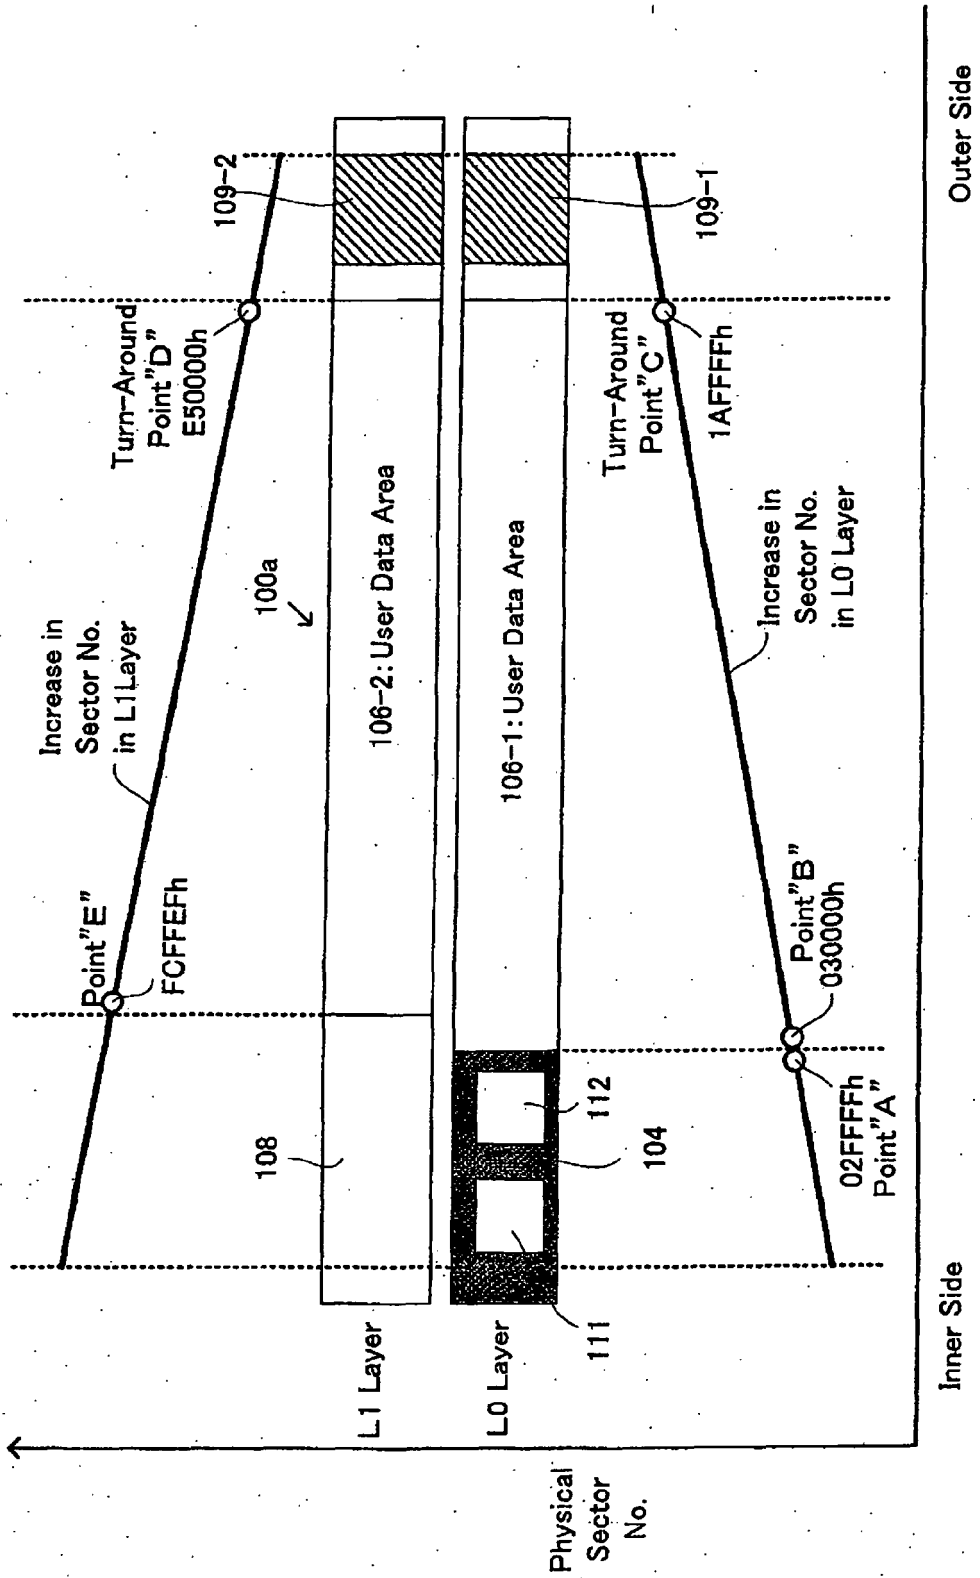 Physical
Sector
No.
Increase in
Sector No.
in L1Layer
Point"E"
FCFFEFh
Turn-Around
Point"D"
E50000h
109-2
100a
108
L1 Layer
106-2:User Data Area
L0 Layer
106-1:User Data Area
111
104
112
109-1
Turn-Around
Point"C"
1AFFFFh
Increase in
Sector No.
in L0 Layer
Point"B"
030000h
02FFFFh
Point"A"
Inner Side
Outer Side